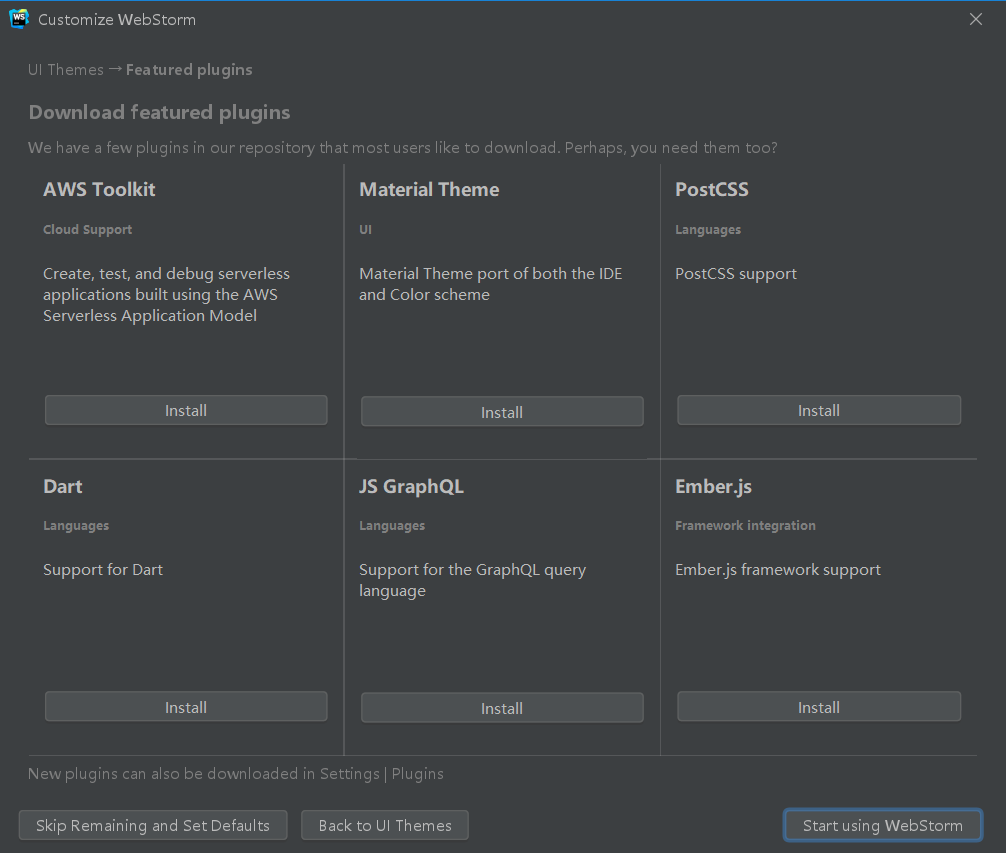 WS
Customize WebStorm
UI Themes → Featured plugins
Download featured plugins
We have a few plugins in our repository that most users like to download. Perhaps, you need them too?
AWS Toolkit
Cloud Support
Create, test, and debug serverless
applications built using the AWS
Serverless Application Model
Install
Material Theme
UI
Material Theme port of both the IDE
and Color scheme
Install
PostCSS
Languages
PostCSS support
Install
Dart
Languages
Support for Dart
Install
JS GraphQL
Languages
Support for the GraphQL query
language
Install
Ember.js
Framework integration
Ember.js framework support
Install
New plugins can also be downloaded in Settings | Plugins
Skip Remaining and Set Defaults
Back to UI Themes
Start using WebStorm